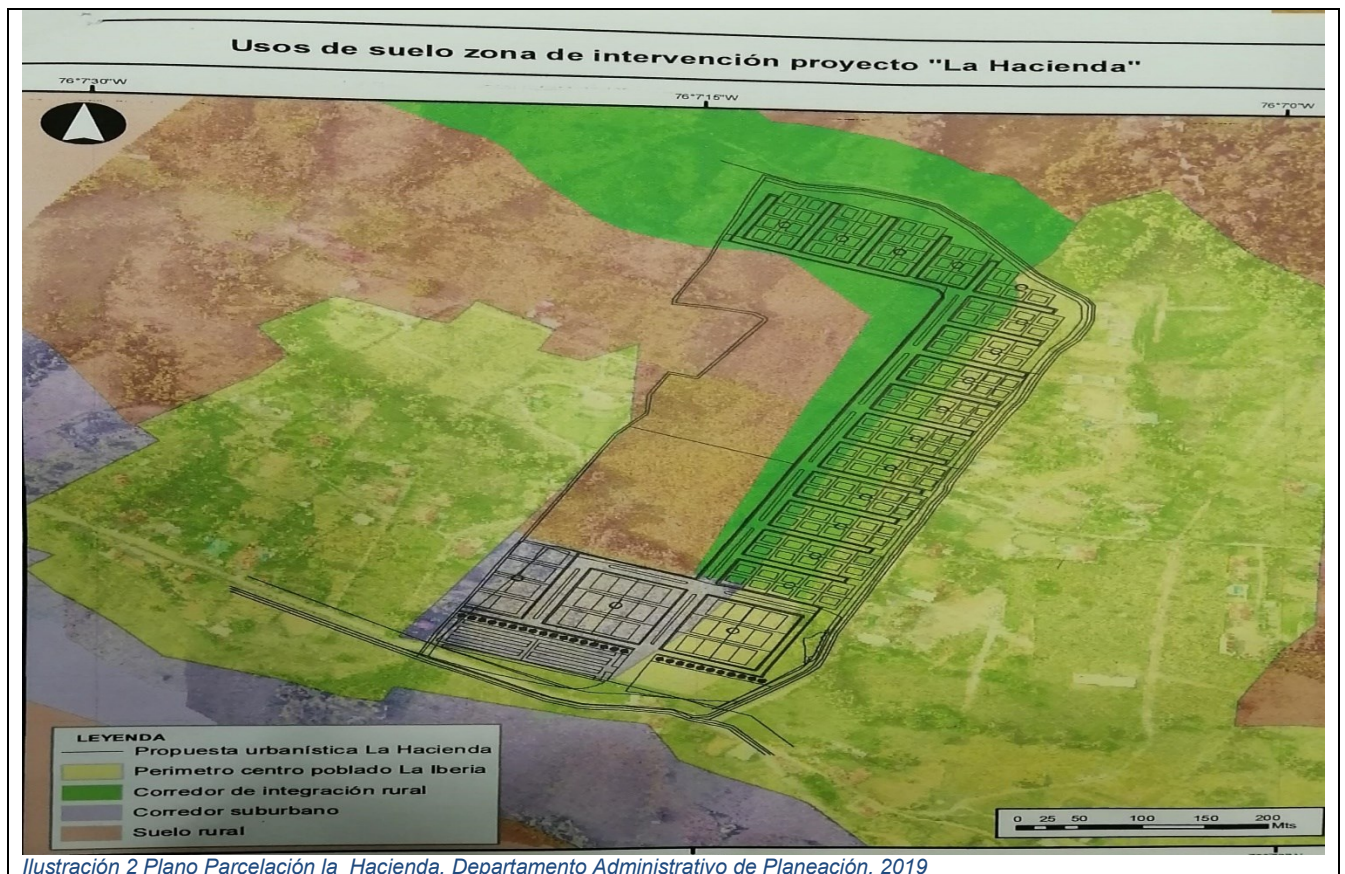 Usos de suelo zona de intervención proyecto "La Hacienda"
76°7'30"W
76°7'15"W
76°7'0"W
LEYENDA
Propuesta urbanística La Hacienda
Perimetro centro poblado La Iberia
Corredor de integración rural
Corredor suburbano
Suelo rural
0 25 50 100 150 200
Mts
Ilustración 2 Plano Parcelación la Hacienda. Departamento Administrativo de Planeación, 2019